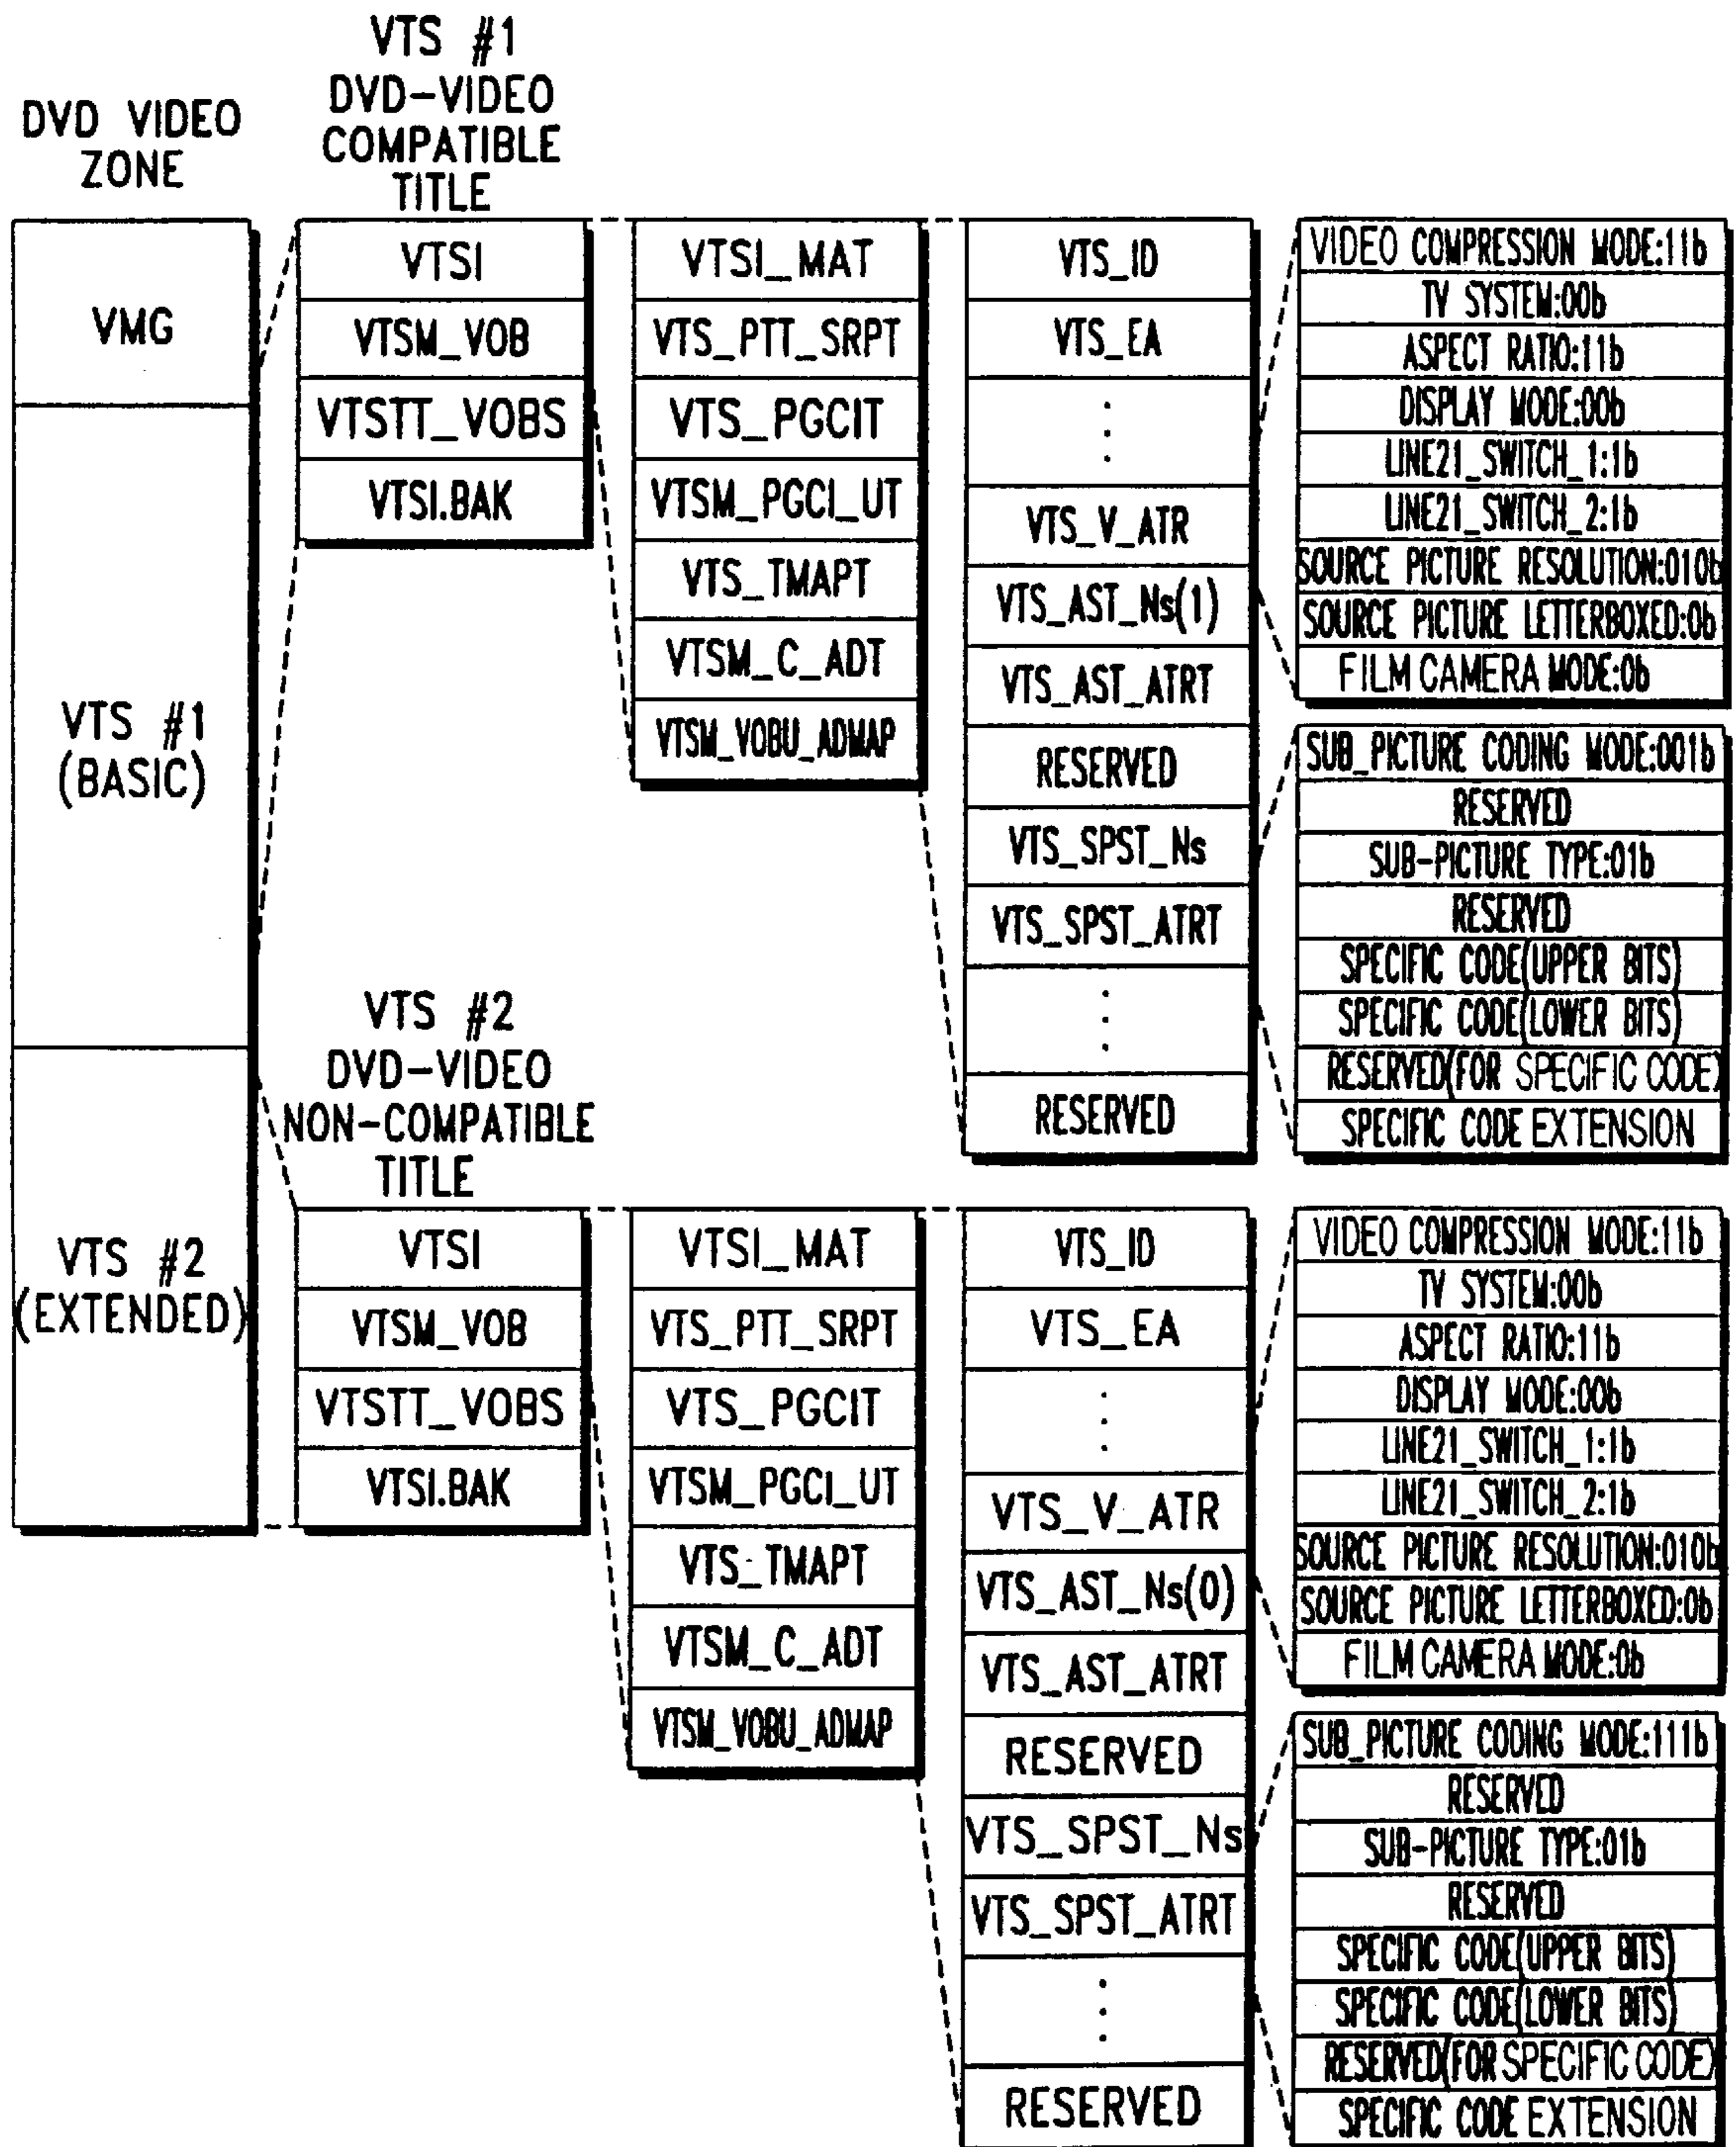 DVD VIDEO
ZONE
VMG
VTS #1
(BASIC)
VTS #2
(EXTENDED)
VTS #1
DVD-VIDEO
COMPATIBLE
TITLE
VTSI
VTSM_VOB
VTSTT_VOBS
VTSI.BAK
VTSI_MAT
VTS_PTT_SRPT
VTS_PGCIT
VTSM_PGCI_UT
VTS_TMAPT
VTSM_C_ADT
VTSM_VOBU_ADMAP
VTS_ID
VTS_EA
VTS_V_ATR
VTS_AST_Ns(1)
VTS_AST_ATRT
RESERVED
VTS_SPST_Ns
VTS_SPST_ATRT
RESERVED
VIDEO COMPRESSION MODE:11b
TV SYSTEM:00b
ASPECT RATIO:11b
DISPLAY MODE:00b
LINE21_SWITCH_1:1b
LINE21_SWITCH_2:1b
SOURCE PICTURE RESOLUTION:010b
SOURCE PICTURE LETTERBOXED:0b
FILM CAMERA MODE:0b
SUB_PICTURE CODING MODE:001b
RESERVED
SUB-PICTURE TYPE:01b
RESERVED
SPECIFIC CODE(UPPER BITS)
SPECIFIC CODE(LOWER BITS)
RESERVED(FOR SPECIFIC CODE)
SPECIFIC CODE EXTENSION
VTS #2
DVD-VIDEO
NON-COMPATIBLE
TITLE
VTSI
VTSM_VOB
VTSTT_VOBS
VTSI.BAK
VTSI_MAT
VTS_PTT_SRPT
VTS_PGCIT
VTSM_PGCI_UT
VTS_TMAPT
VTSM_C_ADT
VTSM_VOBU_ADMAP
VTS_ID
VTS_EA
VTS_V_ATR
VTS_AST_Ns(0)
VTS_AST_ATRT
RESERVED
VTS_SPST_Ns
VTS_SPST_ATRT
RESERVED
VIDEO COMPRESSION MODE:11b
TV SYSTEM:00b
ASPECT RATIO:11b
DISPLAY MODE:00b
LINE21_SWITCH_1:1b
LINE21_SWITCH_2:1b
SOURCE PICTURE RESOLUTION:010b
SOURCE PICTURE LETTERBOXED:0b
FILM CAMERA MODE:0b
SUB_PICTURE CODING MODE:111b
RESERVED
SUB-PICTURE TYPE:01b
RESERVED
SPECIFIC CODE(UPPER BITS)
SPECIFIC CODE(LOWER BITS)
RESERVED(FOR SPECIFIC CODE)
SPECIFIC CODE EXTENSION